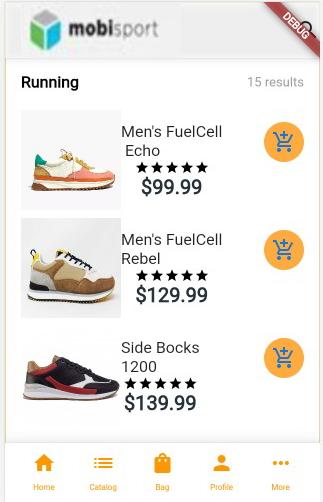 mobisport
DEBUG
Running
15 results
Men's FuelCell
Echo
$99.99
Men's FuelCell
Rebel
$129.99
Side Bocks
1200
$139.99
Home
Catalog
Bag
Profile
More